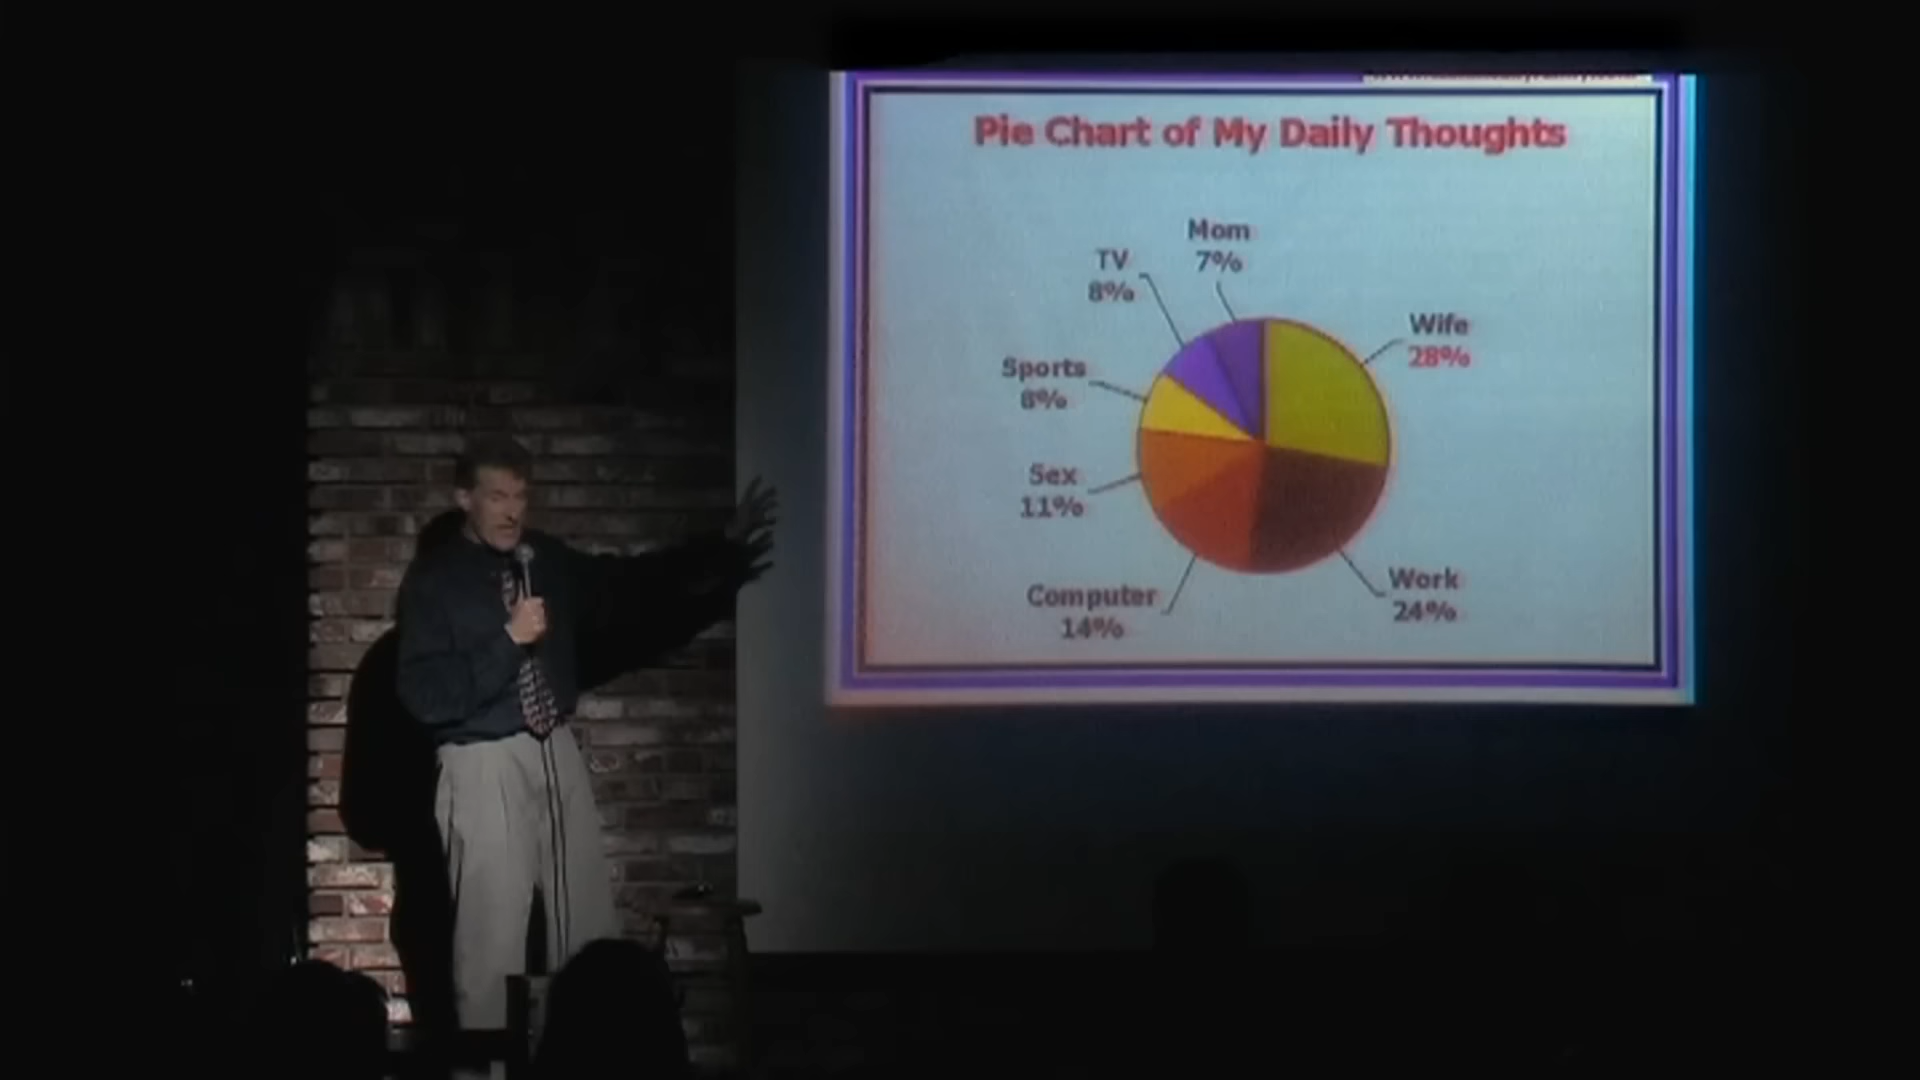 Pie Chart of My Daily Thoughts
Mom
7%
TV
8%
Wife
28%
Sports
8%
Sex
11%
Computer
14%
Work
24%